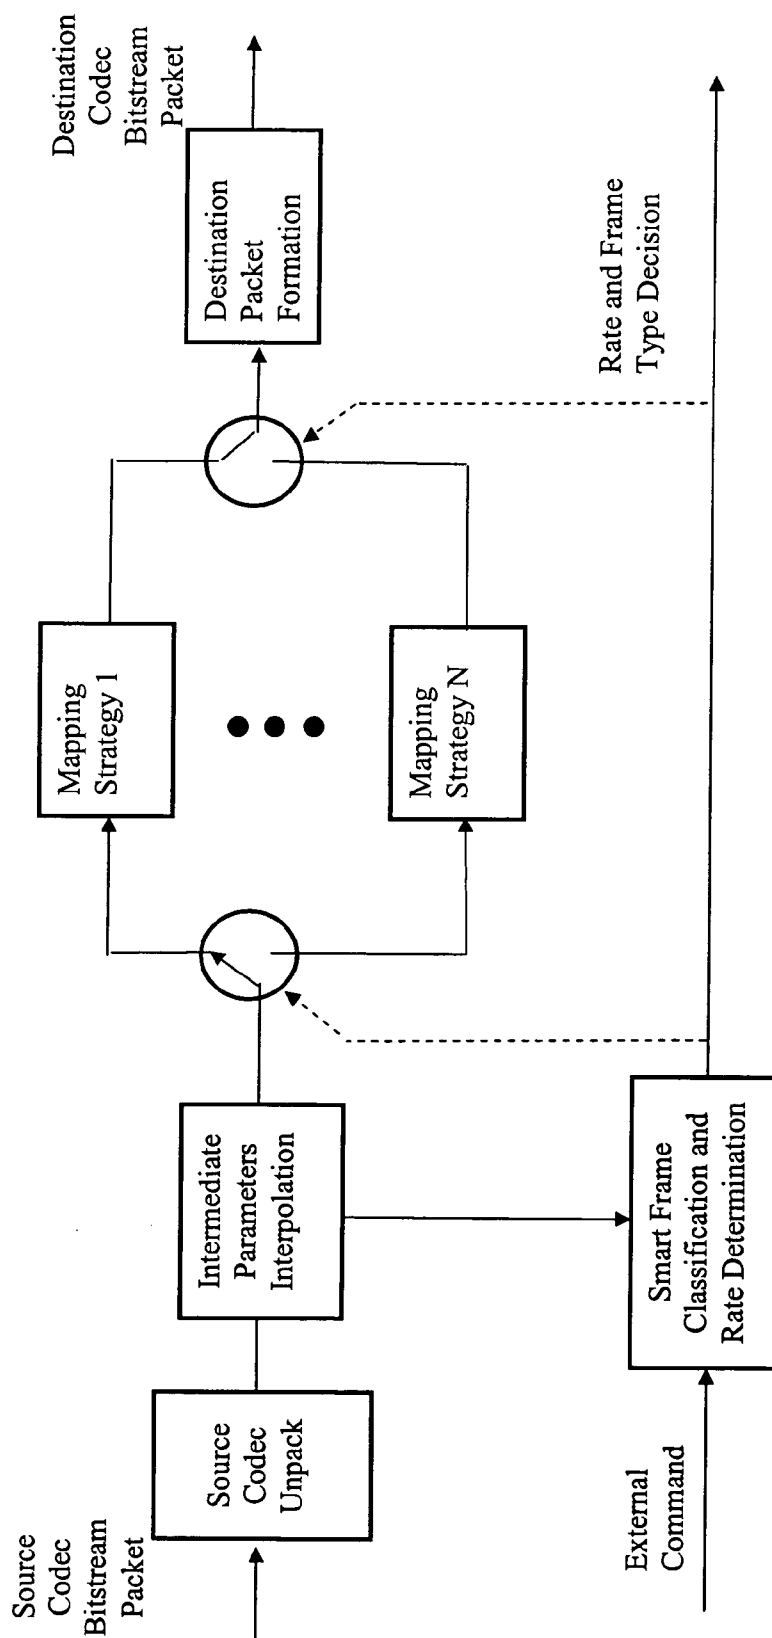 Source
Codec
Bitstream
Packet
Source
Codec
Unpack
Intermediate
Parameters
Interpolation
Mapping
Strategy 1
Mapping
Strategy N
Destination
Packet
Formation
Destination
Codec
Bitstream
Packet
External
Command
Smart Frame
Classification and
Rate Determination
Rate and Frame
Type Decision